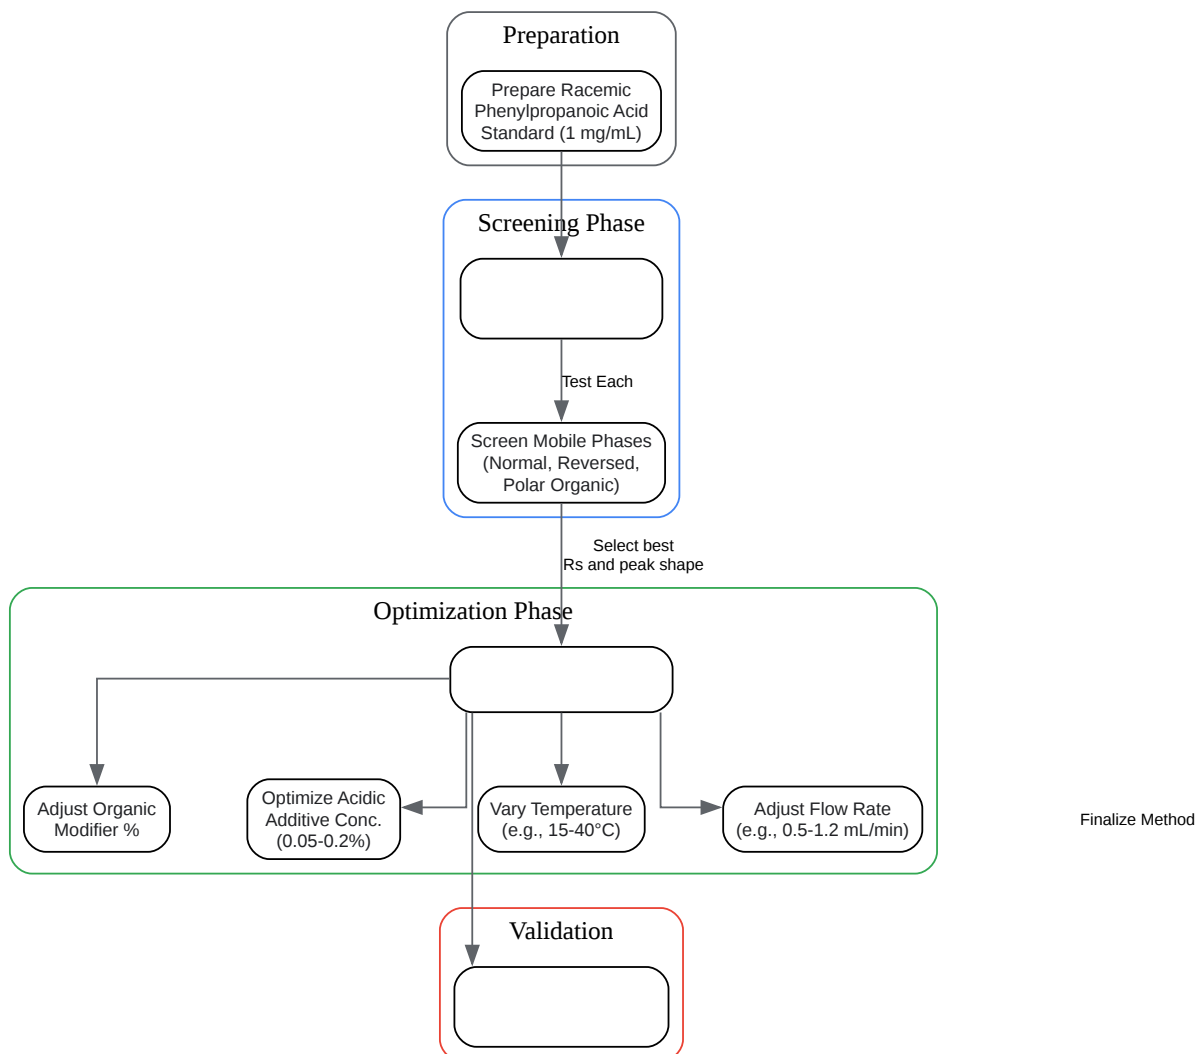 Preparation
Prepare Racemic
Phenylpropanoic Acid
Standard (1 mg/mL)
Screening Phase
Test Each
Screen Mobile Phases
(Normal, Reversed,
Polar Organic)
Select best
Rs and peak shape
Optimization Phase
Adjust Organic
Modifier %
Optimize Acidic
Additive Conc.
(0.05-0.2%)
Vary Temperature
(e.g., 15-40°C)
Adjust Flow Rate
(e.g., 0.5-1.2 mL/min)
Finalize Method
Validation